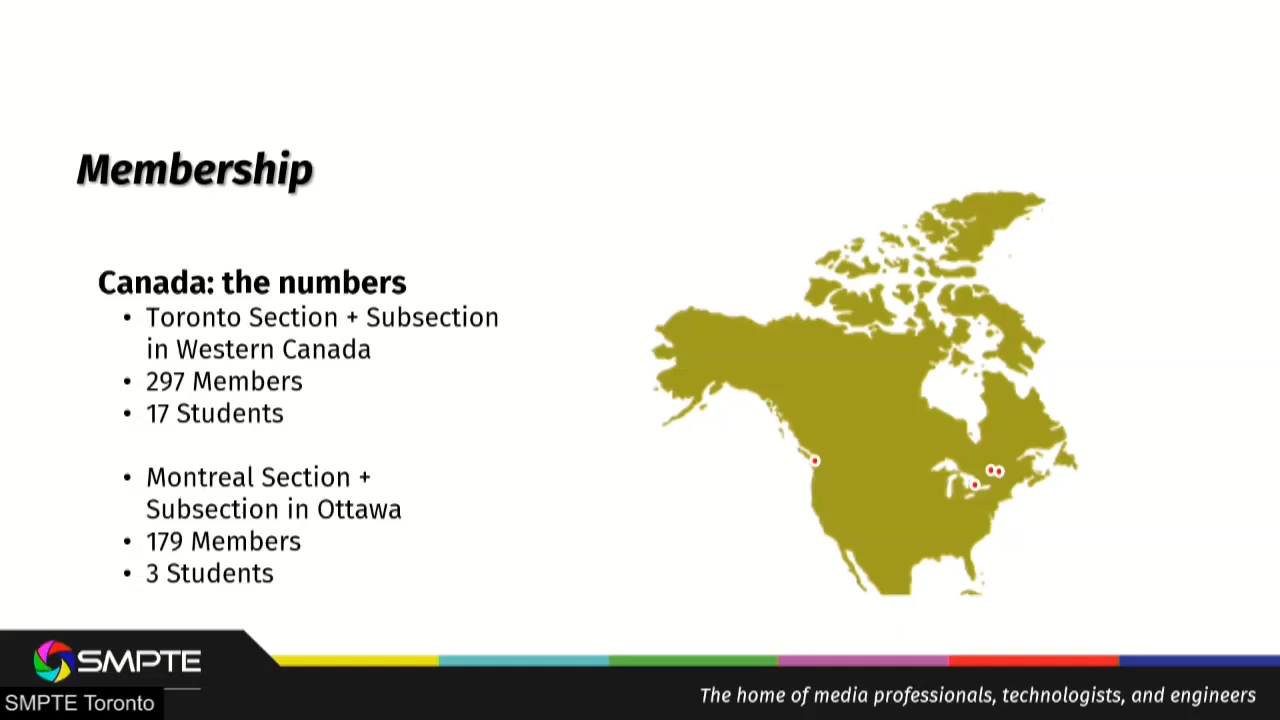 Membership
Canada: the numbers
• Toronto Section + Subsection
in Western Canada
• 297 Members
• 17 Students
• Montreal Section +
Subsection in Ottawa
• 179 Members
• 3 Students
SMPTE
SMPTE Toronto
The home of media professionals, technologists, and engineers